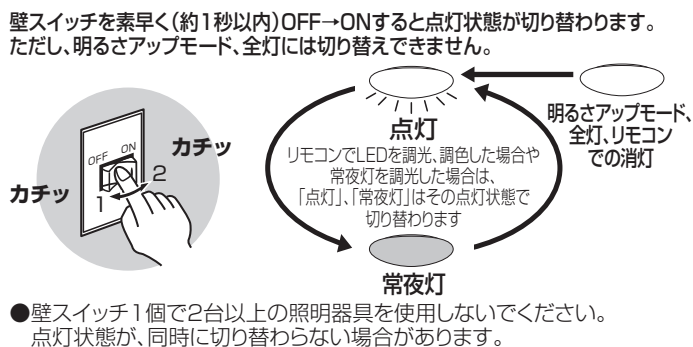 壁スイッチを素早く(約1秒以内)OFF→ONすると点灯状態が切り替わります。
ただし、明るさアップモード、全灯には切り替えできません。
OFF ON
カチッ
2
カチッ
1
点灯
リモコンでLEDを調光、調色した場合や
常夜灯を調光した場合は、
「点灯」、「常夜灯」はその点灯状態で
切り替わります
常夜灯
明るさアップモード、
全灯、リモコン
での消灯
●壁スイッチ1個で2台以上の照明器具を使用しないでください。
点灯状態が、同時に切り替わらない場合があります。